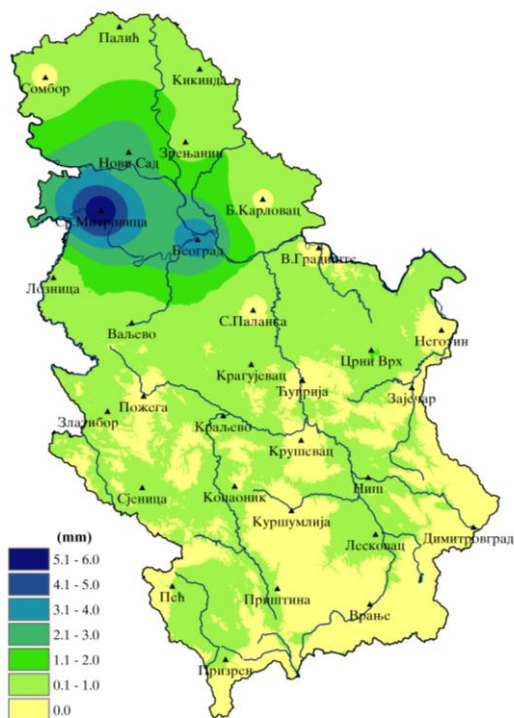 Палић
Кикинда
Сомбор
Зрењанин
Нови Сад
Б.Карловац
Ср.Митровица
Београд
В.Градиште
Лозница
С.Паланка
Ваљево
Неготин
Црни Врх
Крагујевац
Ћуприја
Зајечар
Пожега
Златибор
Краљево
Крушевац
Ниш
Сјеница
Копаоник
Куршумлија
Димитровград
Лесковац
(mm)
5.1 - 6.0
4.1 - 5.0
3.1 - 4.0
2.1 - 3.0
1.1 - 2.0
0.1 - 1.0
0.0
Пећ
Приштина
Врање
Призрен